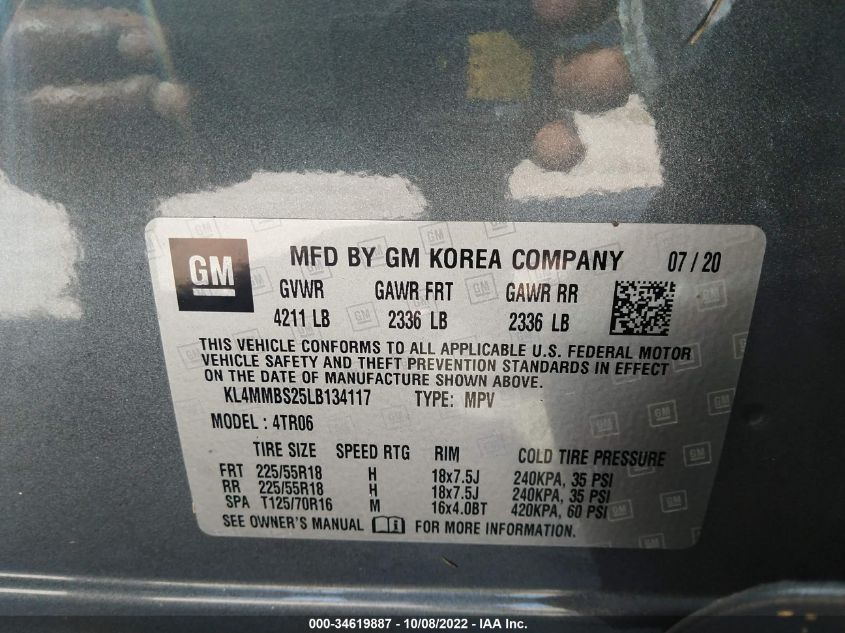 GM
MFD BY GM KOREA COMPANY 07/20
GVWR GAWR FRT GAWR RR
4211 LB 2336 LB 2336 LB
THIS VEHICLE CONFORMS TO ALL APPLICABLE U.S. FEDERAL MOTOR
VEHICLE SAFETY AND THEFT PREVENTION STANDARDS IN EFFECT
ON THE DATE OF MANUFACTURE SHOWN ABOVE.
KL4MMBS25LB134117 TYPE: MPV
MODEL : 4TR06
TIRE SIZE SPEED RTG RIM COLD TIRE PRESSURE
FRT 225/55R18 H 18x7.5J 240KPA, 35 PSI
RR 225/55R18 H 18x7.5J 240KPA, 35 PSI
SPA T125/70R16 M 16x4.0BT 420KPA, 60 PSI
SEE OWNER'S MANUAL FOR MORE INFORMATION.
000-34619887 - 10/08/2022 - IAA Inc.